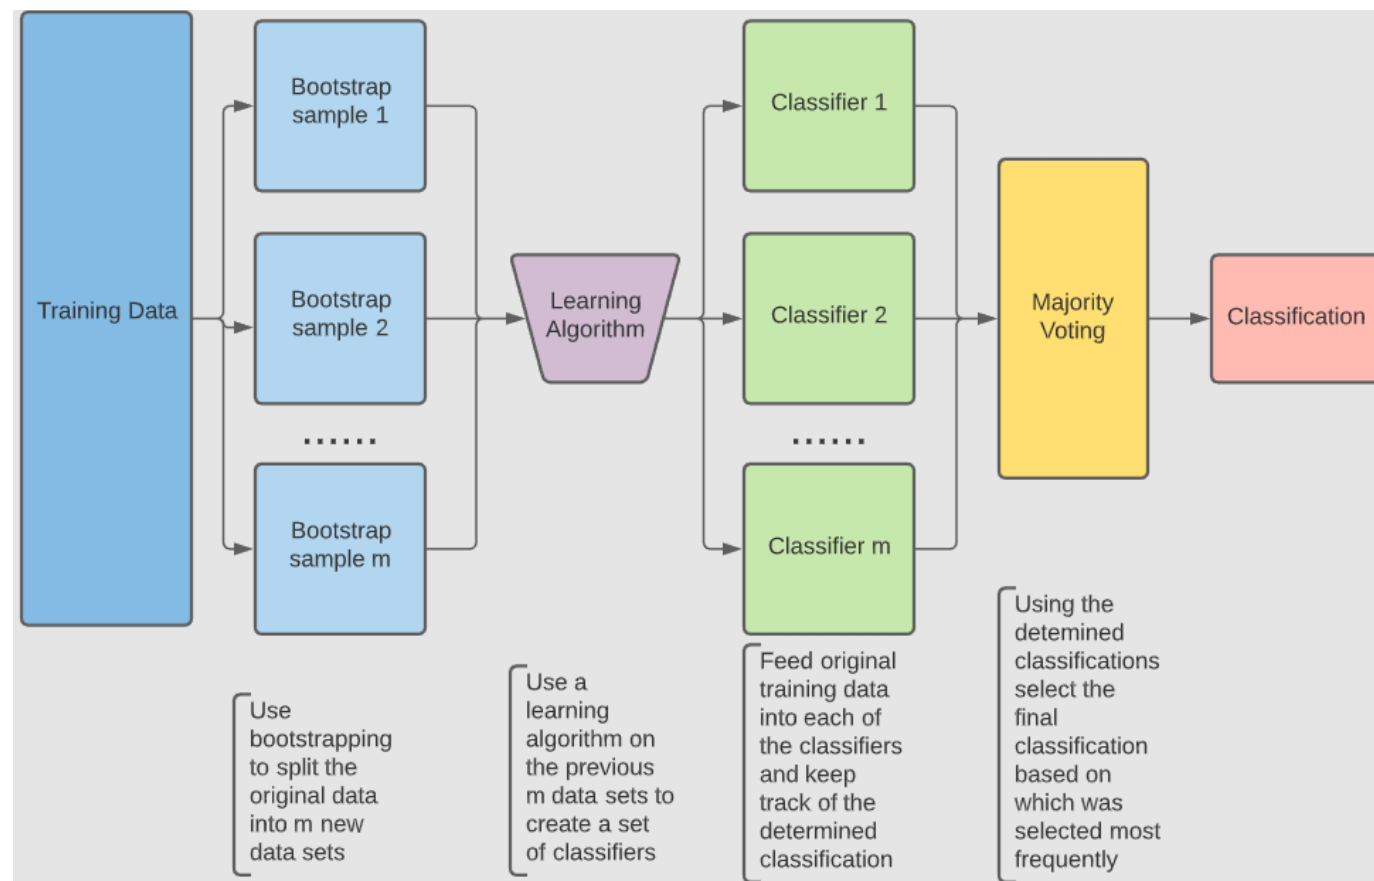 Training Data
Bootstrap
sample 1
Bootstrap
sample 2
......
Bootstrap
sample m
Learning
Algorithm
Classifier 1
Classifier 2
......
Classifier m
Majority
Voting
Classification
Use
bootstrapping
to split the
original data
into m new
data sets
Use a
learning
algorithm on
the previous
m data sets to
create a set
of classifiers
Feed original
training data
into each of
the classifiers
and keep
track of the
determined
classification
Using the
detemined
classifications
select the
final
classification
based on
which was
selected most
frequently